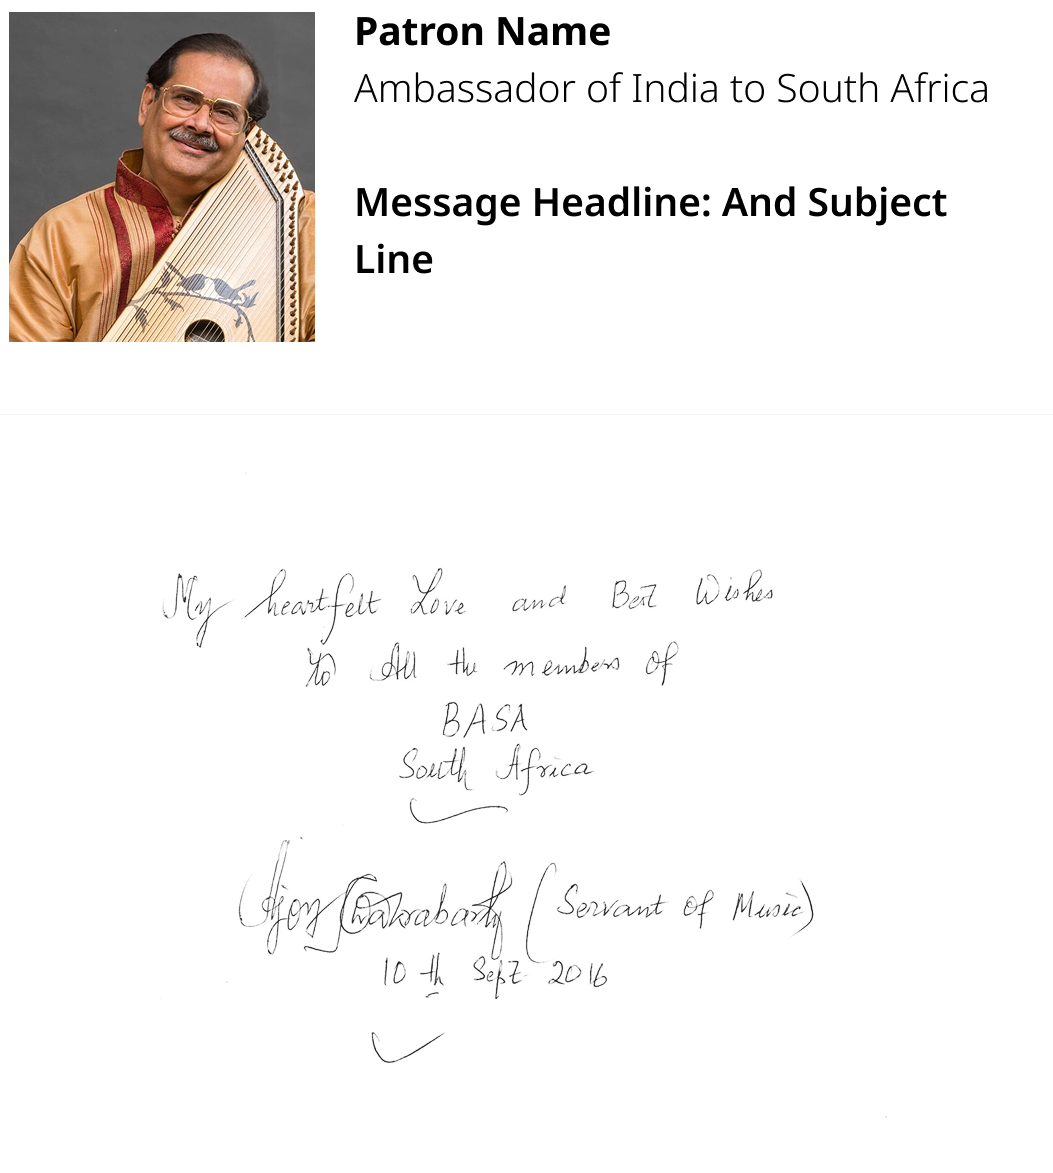 Patron Name
Ambassador of India to South Africa
Message Headline: And Subject
Line
My heartfelt Love and Best Wishes
To All the members of
BASA
South Africa
Ajoy Chakrabarty (Servant of Music)
10 th Sept 2016